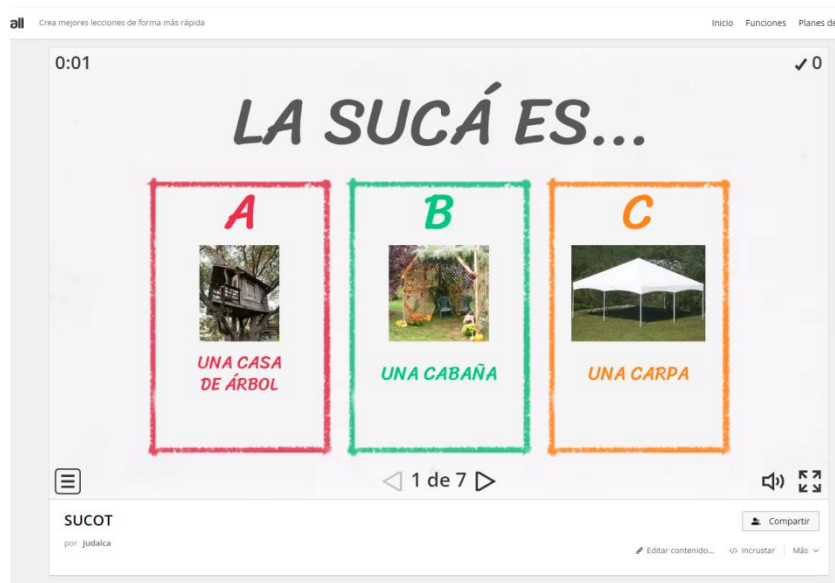 all Crea mejores lecciones de forma más rápida Inicio Funciones Planes de
0:01 ✓ 0
LA SUCÁ ES...
A B C
UNA CASA
DE ÁRBOL
UNA CABAÑA
UNA CARPA
1 de 7
SUCOT
Compartir
por Judaica
Editar contenido... </> Incrustar Más